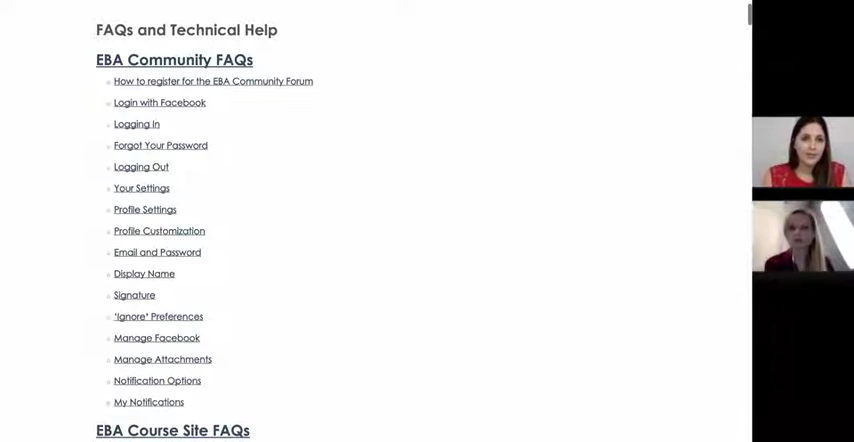 FAQs and Technical Help
EBA Community FAQs
How to register for the EBA Community Forum
Login with Facebook
Logging In
Forgot Your Password
Logging Out
Your Settings
Profile Settings
Profile Customization
Email and Password
Display Name
Signature
'Ignore' Preferences
Manage Facebook
Manage Attachments
Notification Options
My Notifications
EBA Course Site FAQs